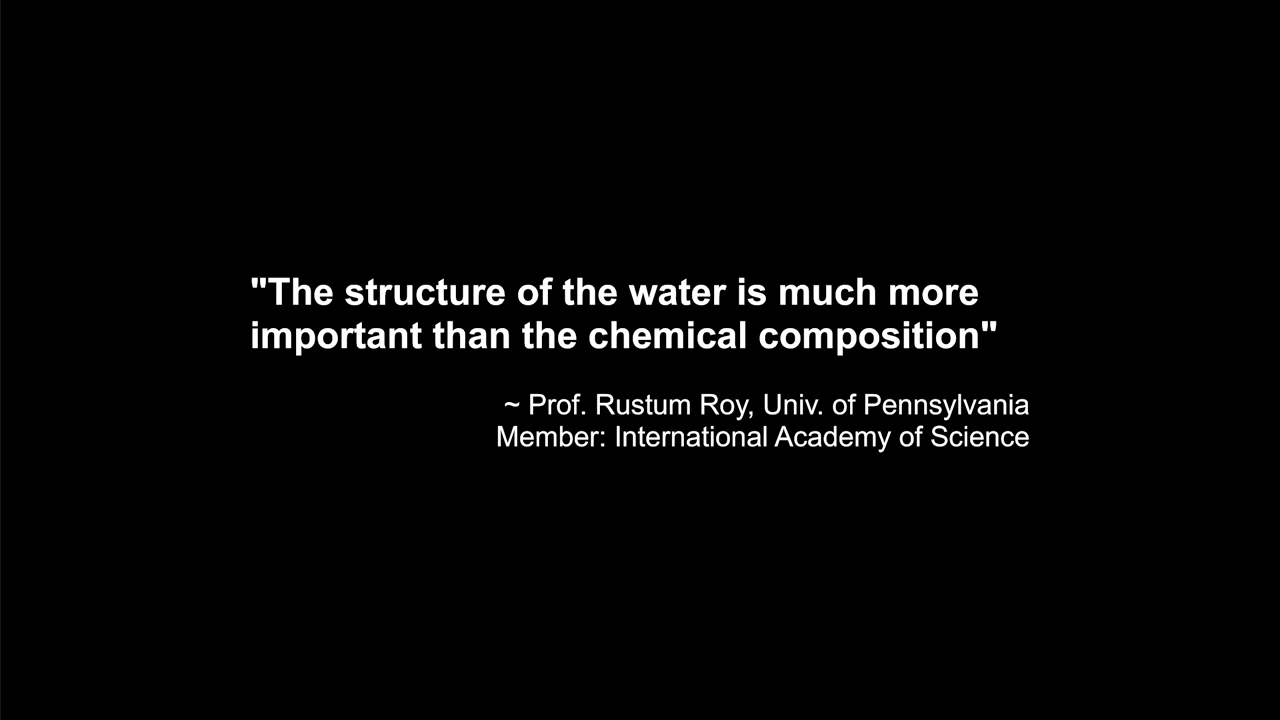 "The structure of the water is much more
important than the chemical composition"
~ Prof. Rustum Roy, Univ. of Pennsylvania
Member: International Academy of Science